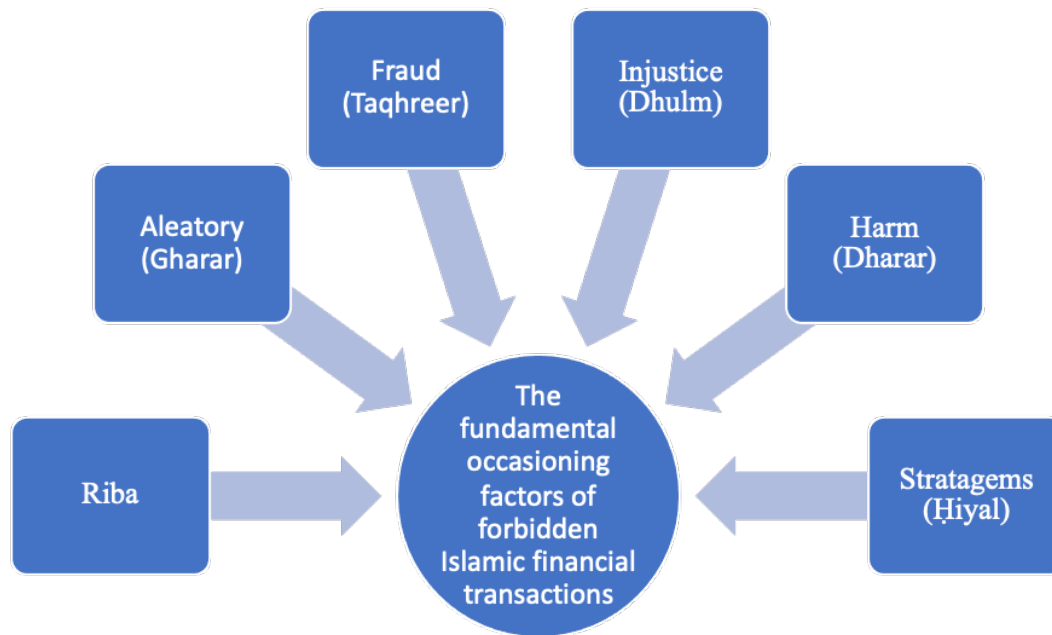 Fraud
(Taqhreer)
Injustice
(Dhulm)
Aleatory
(Gharar)
Harm
(Dharar)
Riba
The
fundamental
occasioning
factors of
forbidden
Islamic financial
transactions
Stratagems
(Ḥiyal)